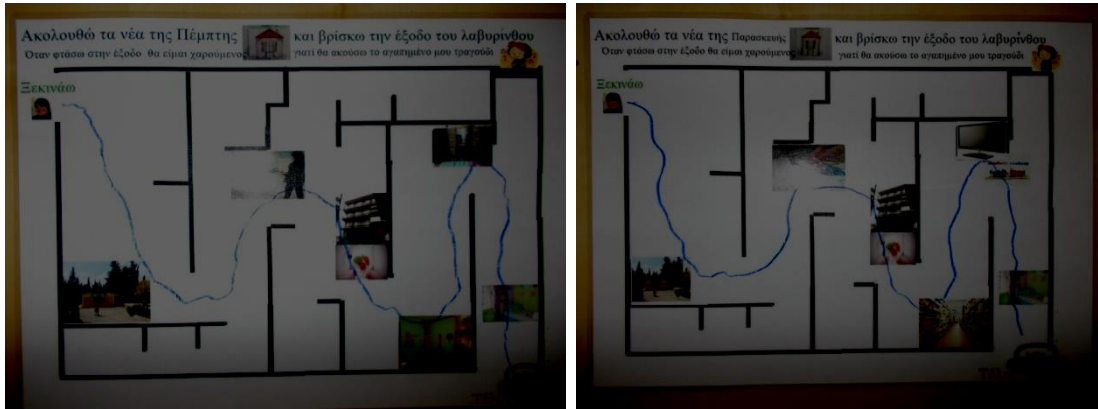 Ακολουθώ τα νέα της Πέμπτης και βρίσκω την έξοδο του λαβυρίνθου
Όταν φτάσω στην έξοδο θα είμαι χαρούμενος γιατί θα ακούσω το αγαπημένο μου τραγούδι
Ξεκινάω
Ακολουθώ τα νέα της Παρασκευής και βρίσκω την έξοδο του λαβυρίνθου
Όταν φτάσω στην έξοδο θα είμαι χαρούμενος γιατί θα ακούσω το αγαπημένο μου τραγούδι
Ξεκινάω